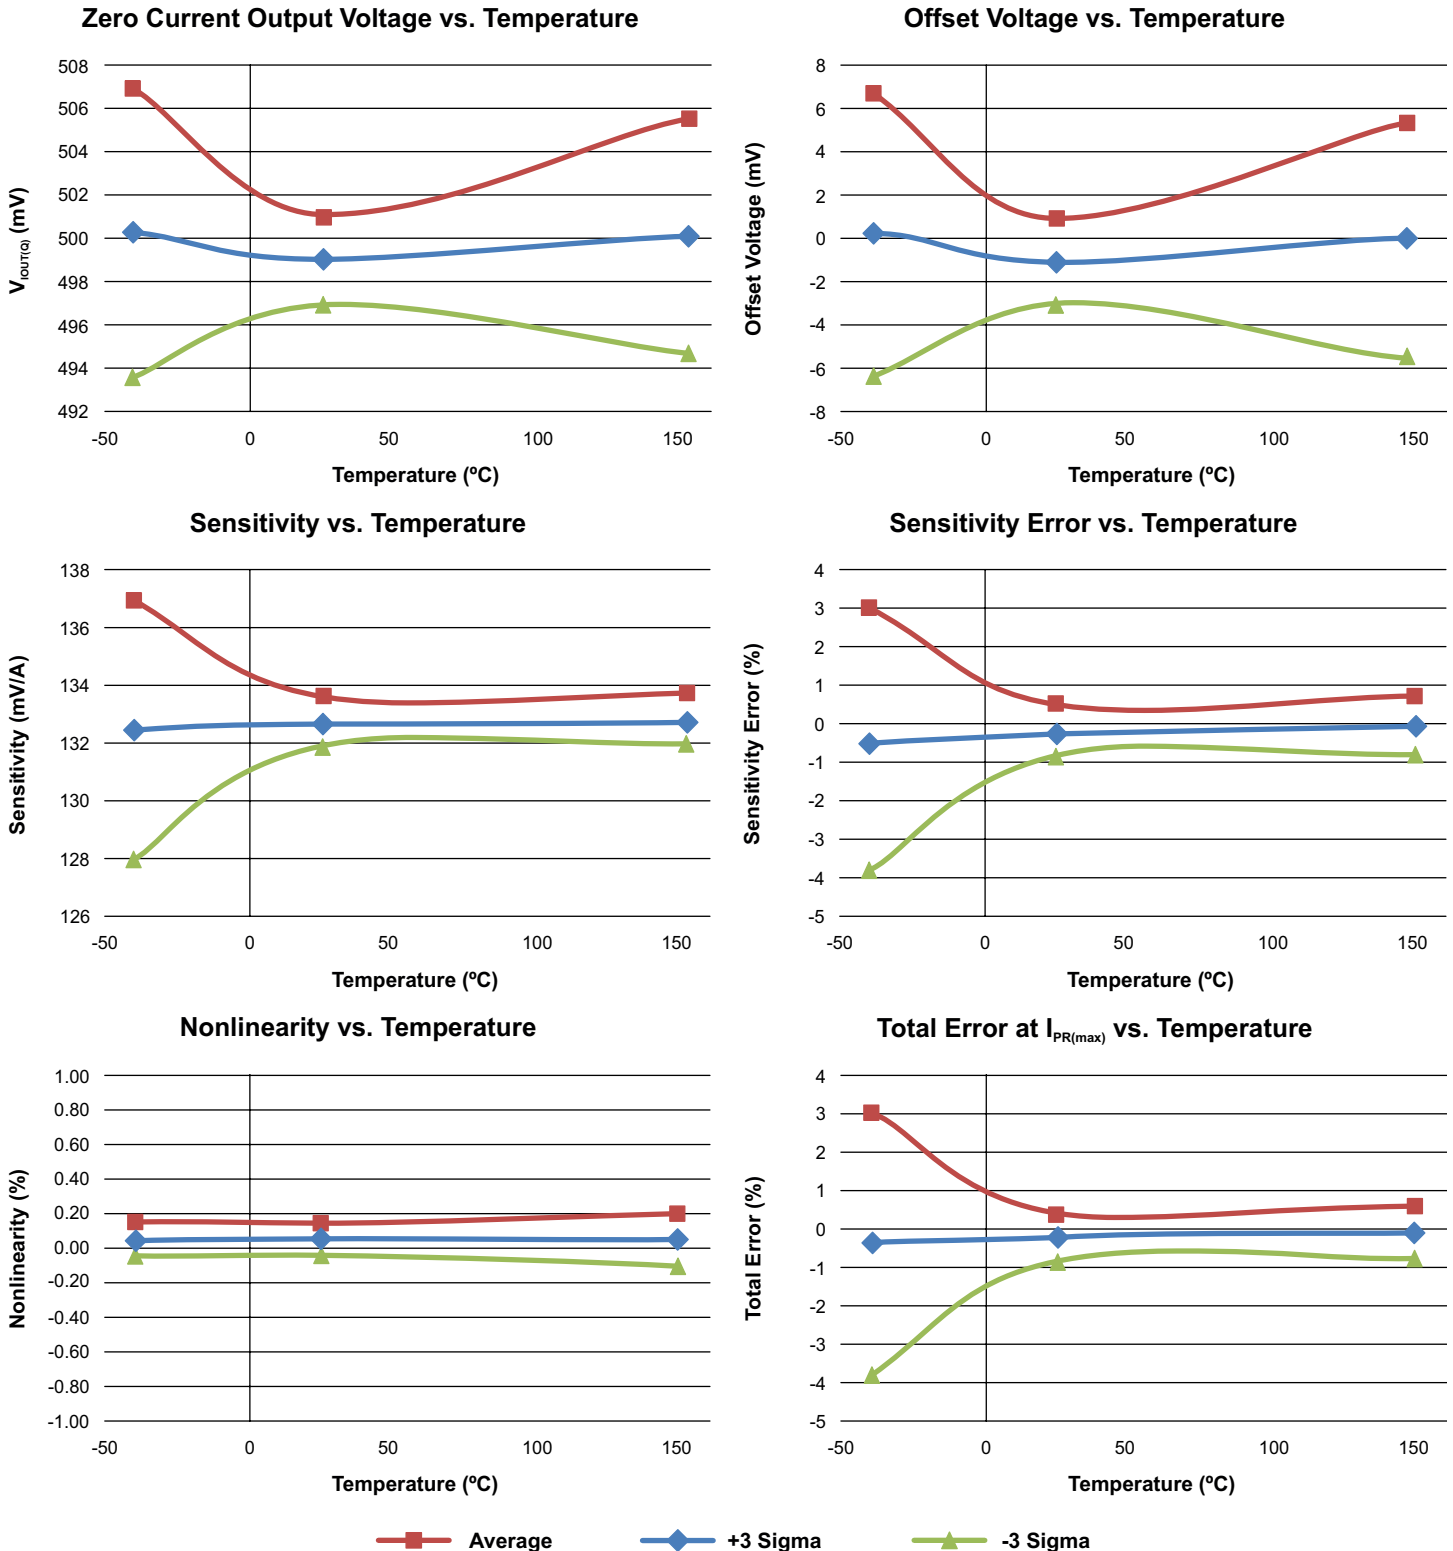 Zero Current Output Voltage vs. Temperature
V_IOUT(Q) (mV)
508
506
504
502
500
498
496
494
492
-50 0 50 100 150
Temperature (ºC)
Offset Voltage vs. Temperature
Offset Voltage (mV)
8
6
4
2
0
-2
-4
-6
-8
-50 0 50 100 150
Temperature (ºC)
Sensitivity vs. Temperature
Sensitivity (mV/A)
138
136
134
132
130
128
126
-50 0 50 100 150
Temperature (ºC)
Sensitivity Error vs. Temperature
Sensitivity Error (%)
4
3
2
1
0
-1
-2
-3
-4
-5
-50 0 50 100 150
Temperature (ºC)
Nonlinearity vs. Temperature
Nonlinearity (%)
1.00
0.80
0.60
0.40
0.20
0.00
-0.20
-0.40
-0.60
-0.80
-1.00
-50 0 50 100 150
Temperature (ºC)
Total Error at I_PR(max) vs. Temperature
Total Error (%)
4
3
2
1
0
-1
-2
-3
-4
-5
-50 0 50 100 150
Temperature (ºC)
Average +3 Sigma -3 Sigma